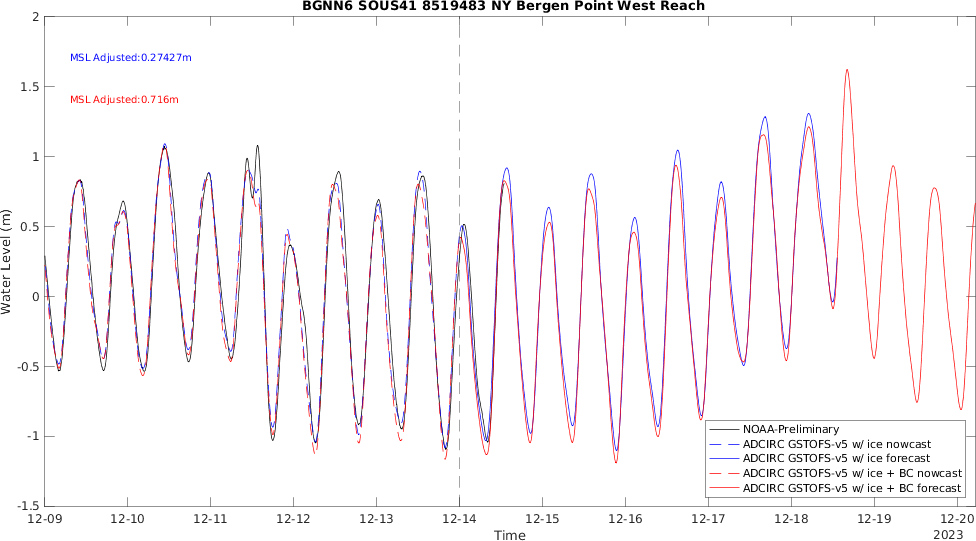 BGNN6 SOUS41 8519483 NY Bergen Point West Reach
2
1.5
1
0.5
0
-0.5
-1
-1.5
Water Level (m)
MSL Adjusted:0.27427m
MSL Adjusted:0.716m
NOAA-Preliminary
ADCIRC GSTOFS-v5 w/ ice nowcast
ADCIRC GSTOFS-v5 w/ ice forecast
ADCIRC GSTOFS-v5 w/ ice + BC nowcast
ADCIRC GSTOFS-v5 w/ ice + BC forecast
12-09 12-10 12-11 12-12 12-13 12-14 12-15 12-16 12-17 12-18 12-19 12-20
Time
2023